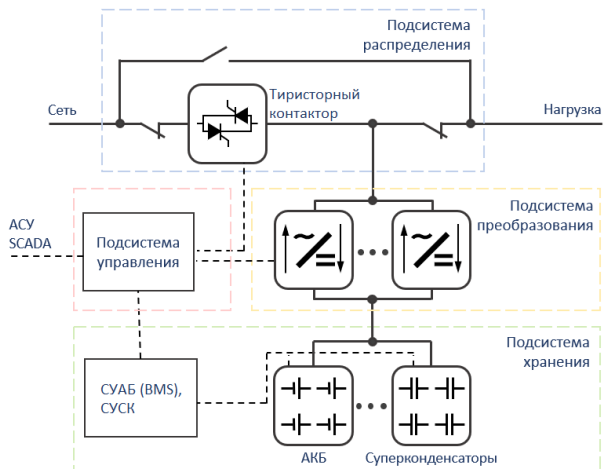 Подсистема
распределения
Тиристорный
контактор
Сеть
Нагрузка
АСУ
SCADA
Подсистема
управления
Подсистема
преобразования
Подсистема
хранения
СУАБ (BMS),
СУСК
АКБ
Суперконденсаторы